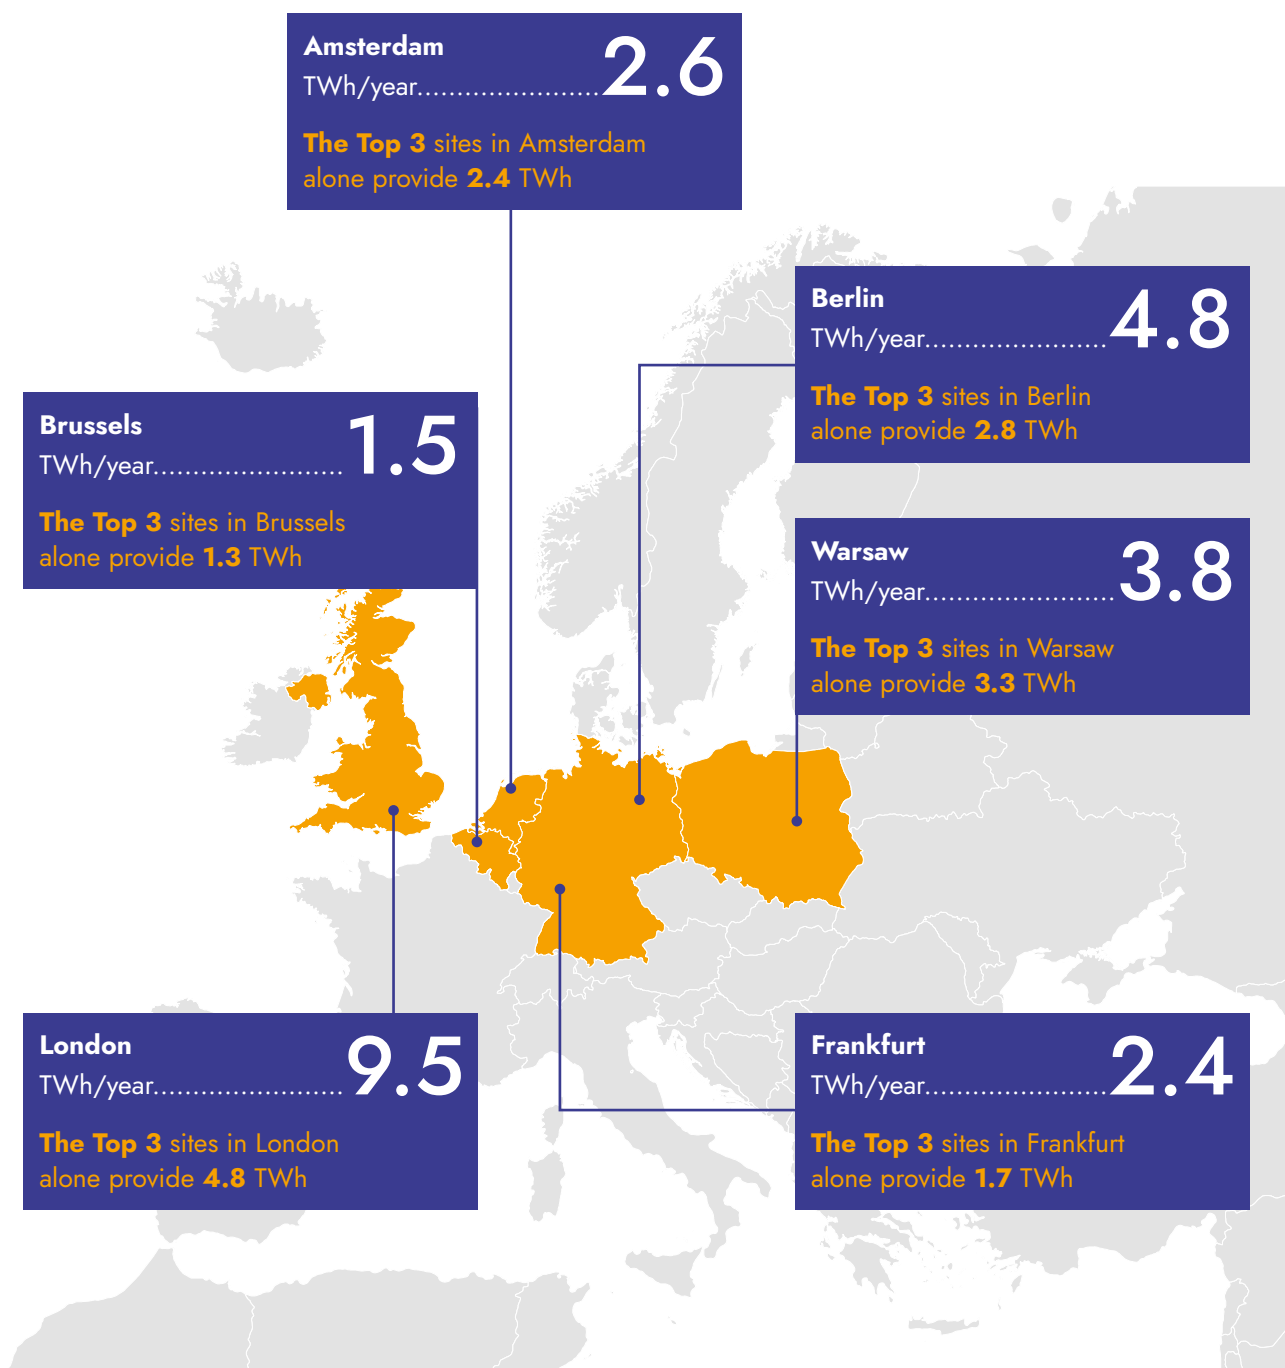 Amsterdam
TWh/year....................... 2.6
The Top 3 sites in Amsterdam
alone provide 2.4 TWh
Berlin
TWh/year....................... 4.8
The Top 3 sites in Berlin
alone provide 2.8 TWh
Brussels
TWh/year....................... 1.5
The Top 3 sites in Brussels
alone provide 1.3 TWh
Warsaw
TWh/year........................ 3.8
The Top 3 sites in Warsaw
alone provide 3.3 TWh
London
TWh/year........................ 9.5
The Top 3 sites in London
alone provide 4.8 TWh
Frankfurt
TWh/year....................... 2.4
The Top 3 sites in Frankfurt
alone provide 1.7 TWh